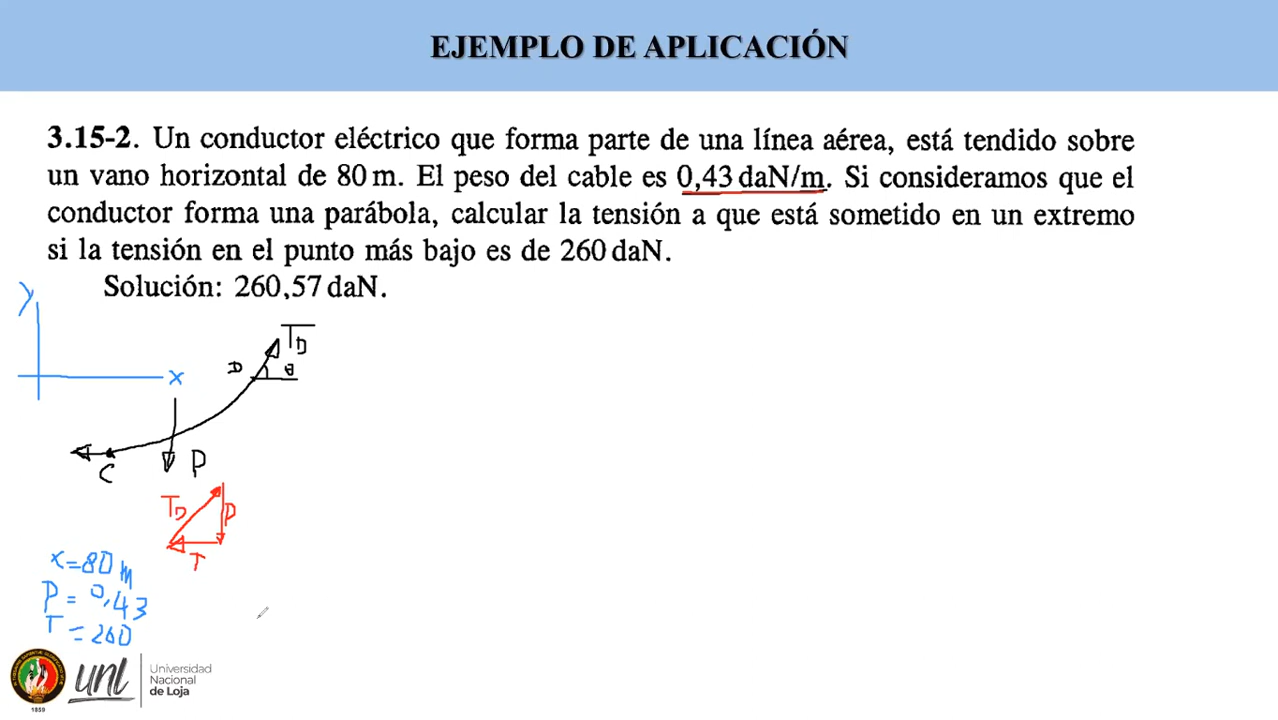 EJEMPLO DE APLICACIÓN
3.15-2. Un conductor eléctrico que forma parte de una línea aérea, está tendido sobre
un vano horizontal de 80 m. El peso del cable es 0,43 daN/m. Si consideramos que el
conductor forma una parábola, calcular la tensión a que está sometido en un extremo
si la tensión en el punto más bajo es de 260 daN.
Solución: 260,57 daN.
y
x
D
θ
T_D
C
P
T_D
P
T
x=80 m
P = 0,43
T = 260
1859
unl
Universidad
Nacional
de Loja